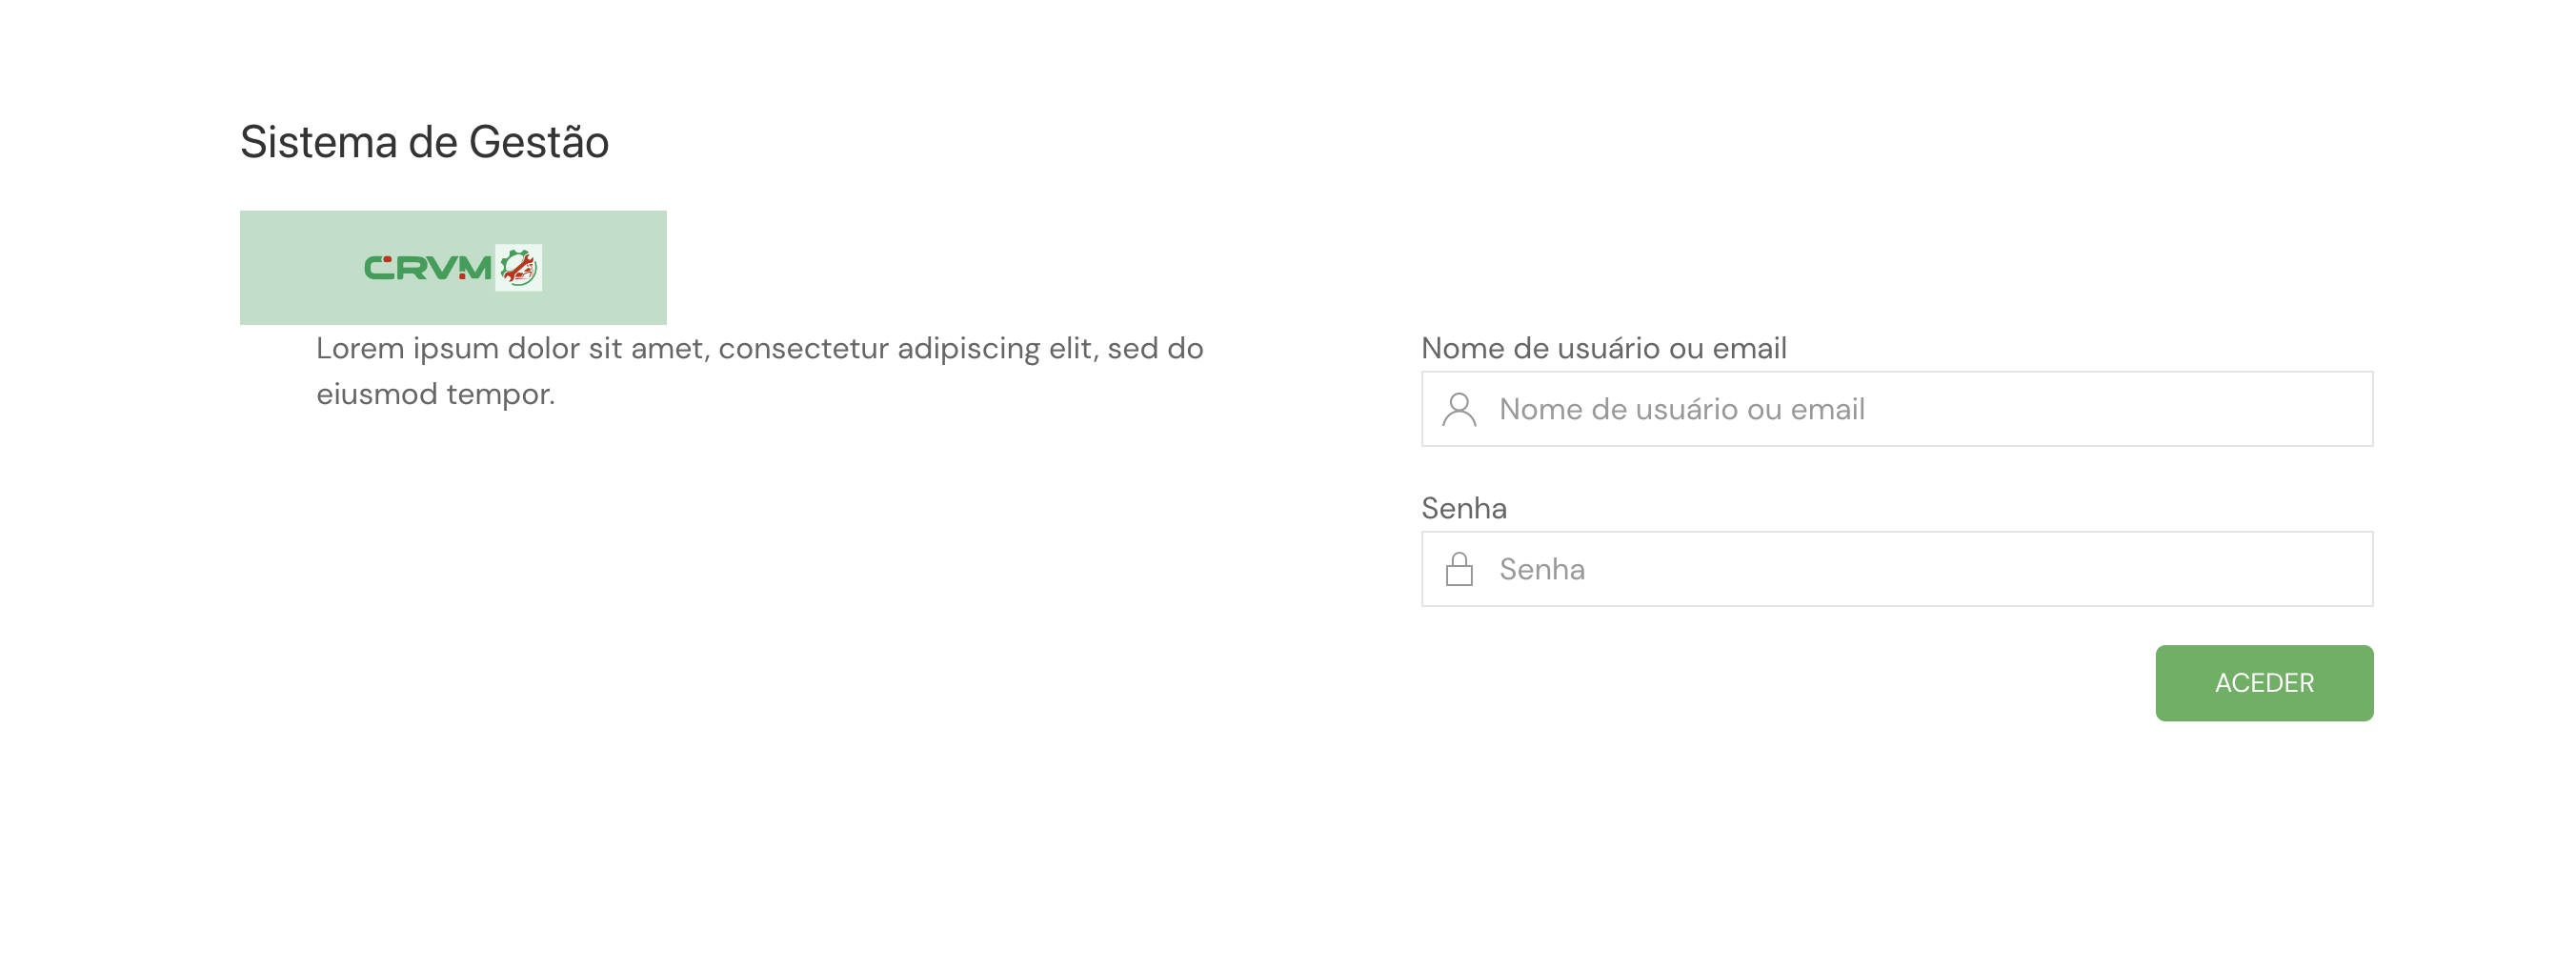 Sistema de Gestão
CRVM
Lorem ipsum dolor sit amet, consectetur adipiscing elit, sed do
eiusmod tempor.
Nome de usuário ou email
Nome de usuário ou email
Senha
Senha
ACEDER